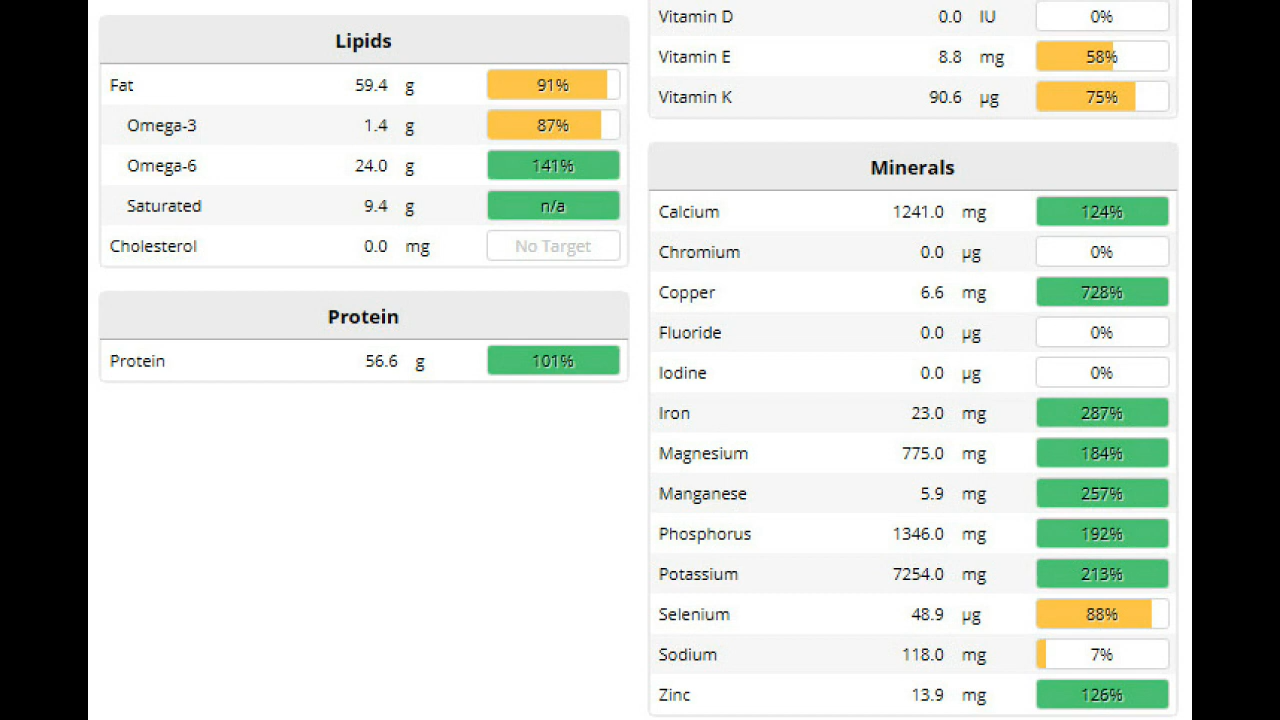 Lipids
Fat 59.4 g 91%
Omega-3 1.4 g 87%
Omega-6 24.0 g 141%
Saturated 9.4 g n/a
Cholesterol 0.0 mg No Target
Protein
Protein 56.6 g 101%
Vitamin D 0.0 IU 0%
Vitamin E 8.8 mg 58%
Vitamin K 90.6 µg 75%
Minerals
Calcium 1241.0 mg 124%
Chromium 0.0 µg 0%
Copper 6.6 mg 728%
Fluoride 0.0 µg 0%
Iodine 0.0 µg 0%
Iron 23.0 mg 287%
Magnesium 775.0 mg 184%
Manganese 5.9 mg 257%
Phosphorus 1346.0 mg 192%
Potassium 7254.0 mg 213%
Selenium 48.9 µg 88%
Sodium 118.0 mg 7%
Zinc 13.9 mg 126%